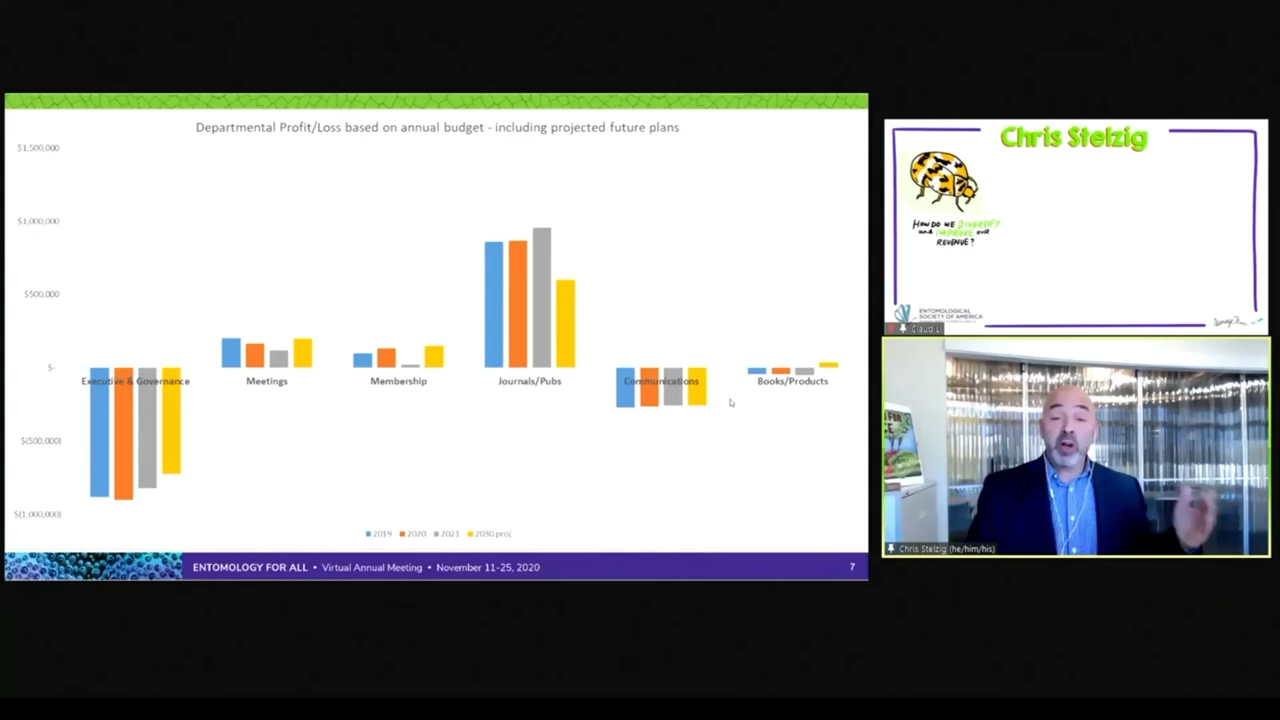 Departmental Profit/Loss based on annual budget - including projected future plans
$1,500,000
$1,000,000
$500,000
$-
$(500,000)
$(1,000,000)
Executive & Governance
Meetings
Membership
Journals/Pubs
Communications
Books/Products
2019
2020
2021
2030 proj.
ENTOMOLOGY FOR ALL • Virtual Annual Meeting • November 11-25, 2020
7
Chris Stelzig
HOW DO WE DIVERSIFY
and IMPROVE our
REVENUE?
ENTOMOLOGICAL
SOCIETY OF AMERICA
Chris Stelzig (he/him/his)